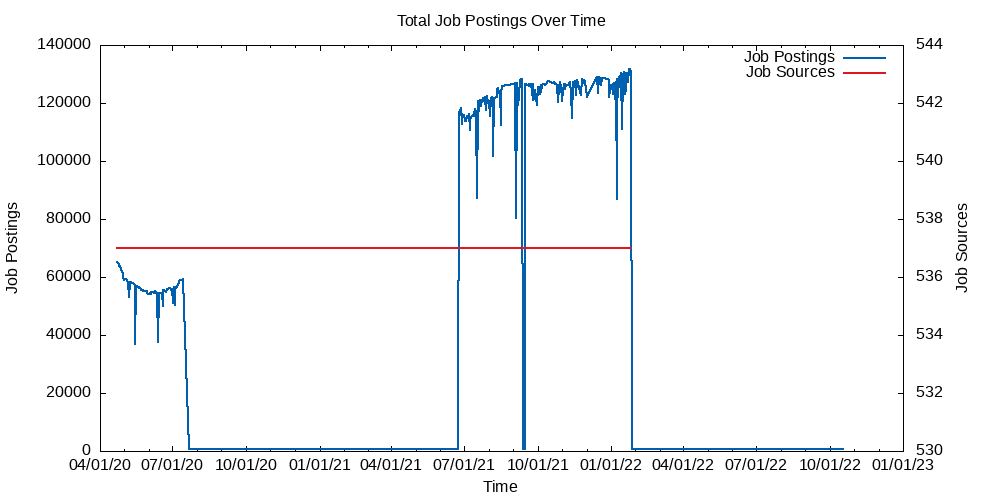 Total Job Postings Over Time
140000
120000
100000
80000
60000
40000
20000
0
544
542
540
538
536
534
532
530
Job Postings
Job Sources
Job Postings
Job Sources
04/01/20 07/01/20 10/01/20 01/01/21 04/01/21 07/01/21 10/01/21 01/01/22 04/01/22 07/01/22 10/01/22 01/01/23
Time